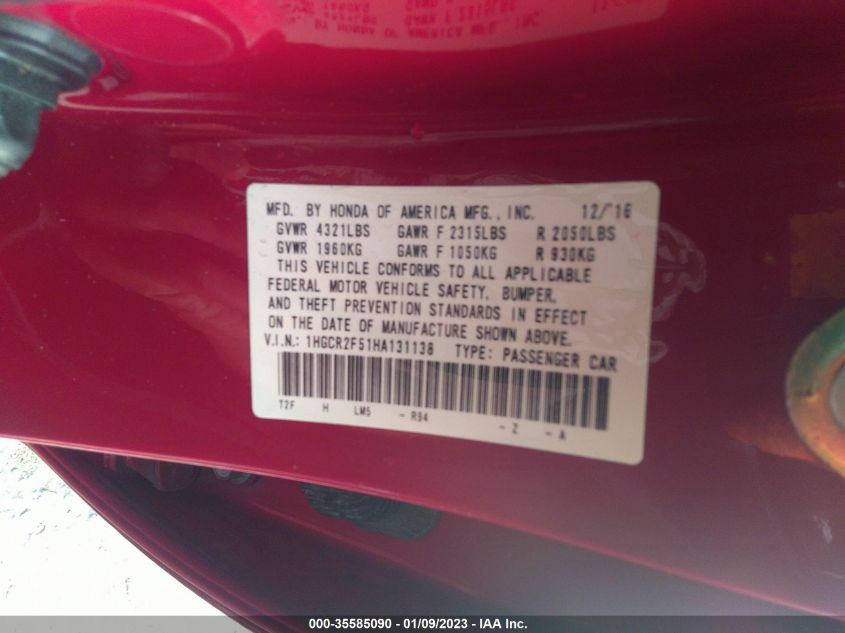 MFD. BY HONDA OF AMERICA MFG., INC. 12/'16
GVWR 4321LBS GAWR F 2315LBS R 2050LBS
GVWR 1960KG GAWR F 1050KG R 930KG
THIS VEHICLE CONFORMS TO ALL APPLICABLE
FEDERAL MOTOR VEHICLE SAFETY, BUMPER,
AND THEFT PREVENTION STANDARDS IN EFFECT
ON THE DATE OF MANUFACTURE SHOWN ABOVE.
V.I.N.: 1HGCR2F51HA131138 TYPE: PASSENGER CAR
T2F H LM5 - R94 - Z - A
000-35585090 - 01/09/2023 - IAA Inc.